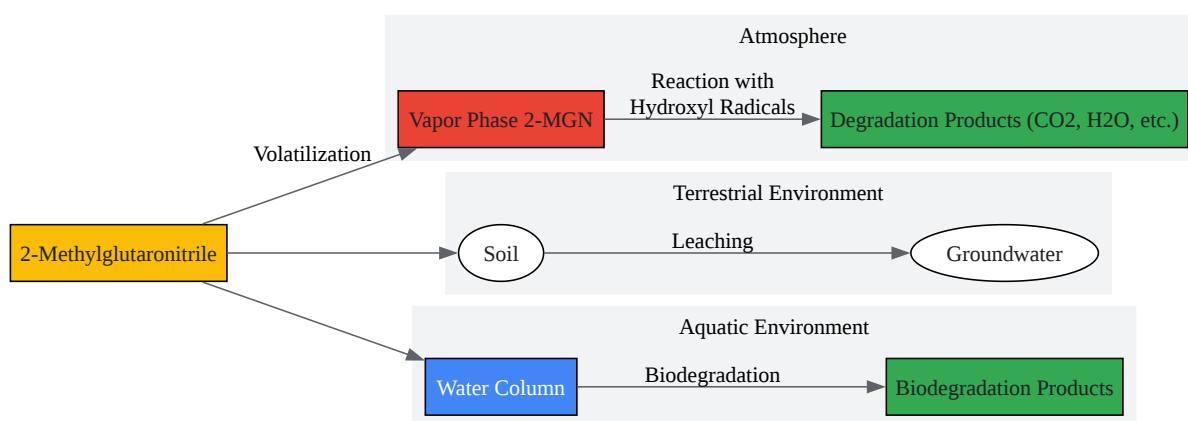 Atmosphere
Reaction with
Hydroxyl Radicals
Vapor Phase 2-MGN
Degradation Products (CO2, H2O, etc.)
Volatilization
Terrestrial Environment
2-Methylglutaronitrile
Soil
Leaching
Groundwater
Aquatic Environment
Water Column
Biodegradation
Biodegradation Products